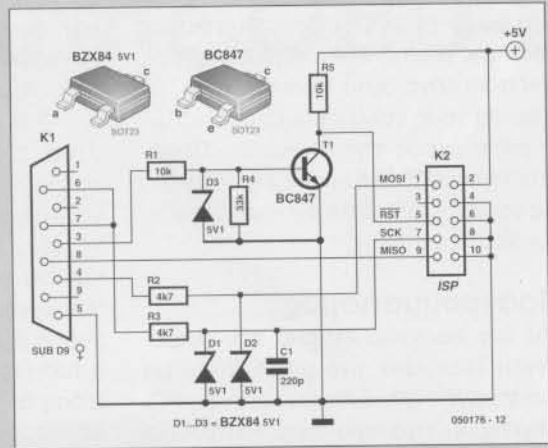 BZX84 5V1
BC847
+5V
c
c
R5
10k
a
SOT23
b
e
SOT23
K1
T1
K2
R1
10k
D3
5V1
R4
33k
BC847
MOSI
RST
SCK
MISO
1
6
2
7
3
8
4
9
5
1
2
3
4
5
6
7
8
9
10
ISP
R2
4k7
R3
4k7
SUB D9
D1
5V1
D2
5V1
C1
220p
D1...D3 = BZX84 5V1
050176 - 12